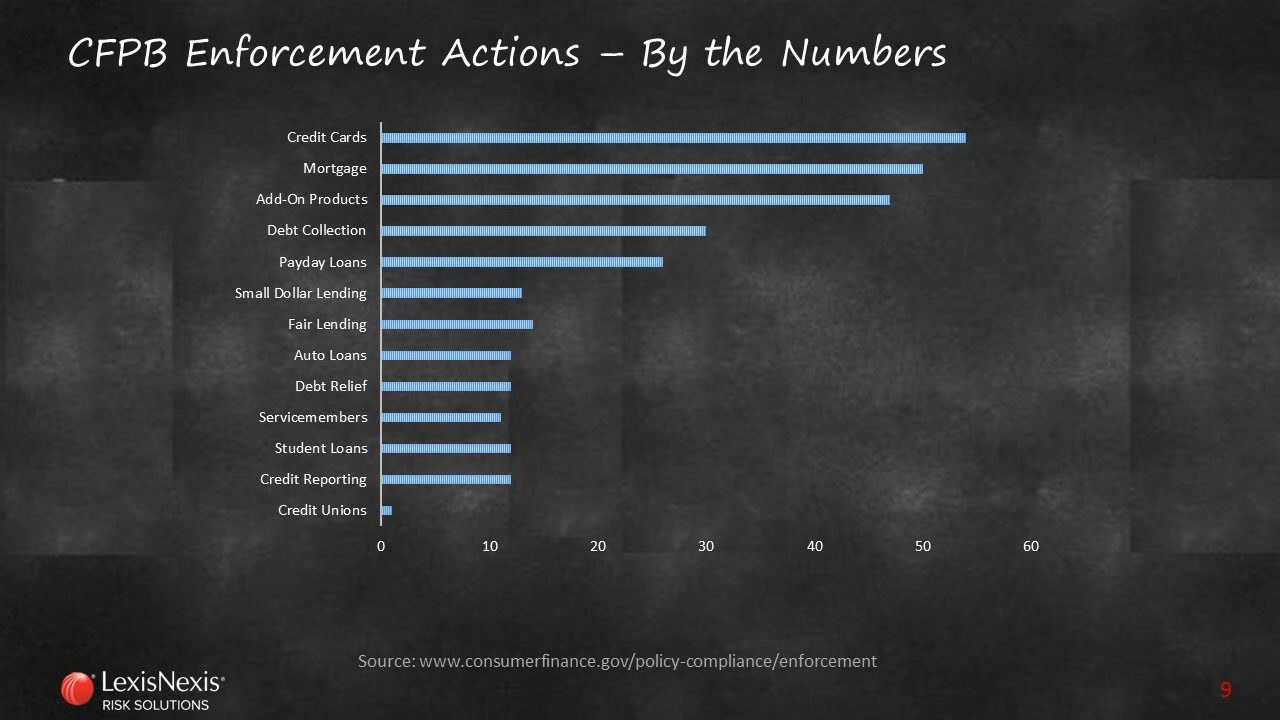 CFPB Enforcement Actions – By the Numbers
Credit Cards
Mortgage
Add-On Products
Debt Collection
Payday Loans
Small Dollar Lending
Fair Lending
Auto Loans
Debt Relief
Servicemembers
Student Loans
Credit Reporting
Credit Unions
0 10 20 30 40 50 60
Source: www.consumerfinance.gov/policy-compliance/enforcement
LexisNexis®
RISK SOLUTIONS
9